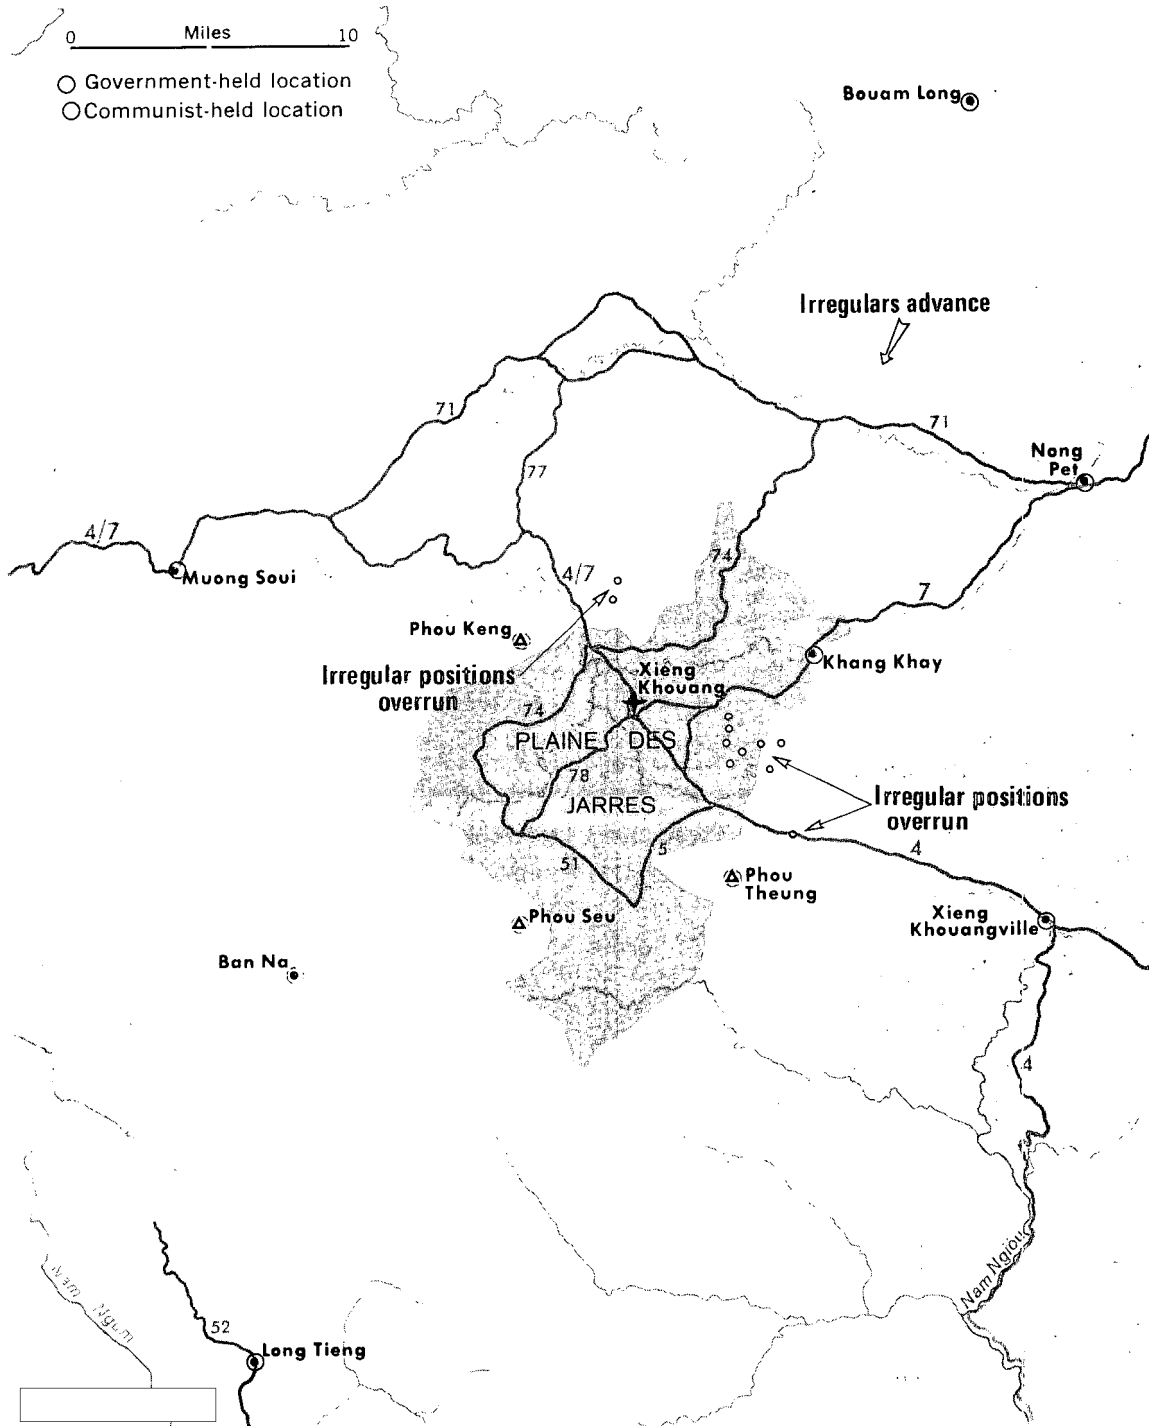 0 Miles 10
Government-held location
Communist-held location
Bouam Long
Irregulars advance
71
71
Nong
Pet
77
4/7
74
4/7
Muong Soui
7
Phou Keng
Khang Khay
Xieng
Khouang
Irregular positions
overrun
74
PLAINE DES
78
JARRES
Irregular positions
overrun
4
5
51
Phou
Theung
Phou Seu
Xieng
Khouangville
Ban Na
4
Nam Ngiou
Nam Ngum
52
Long Tieng